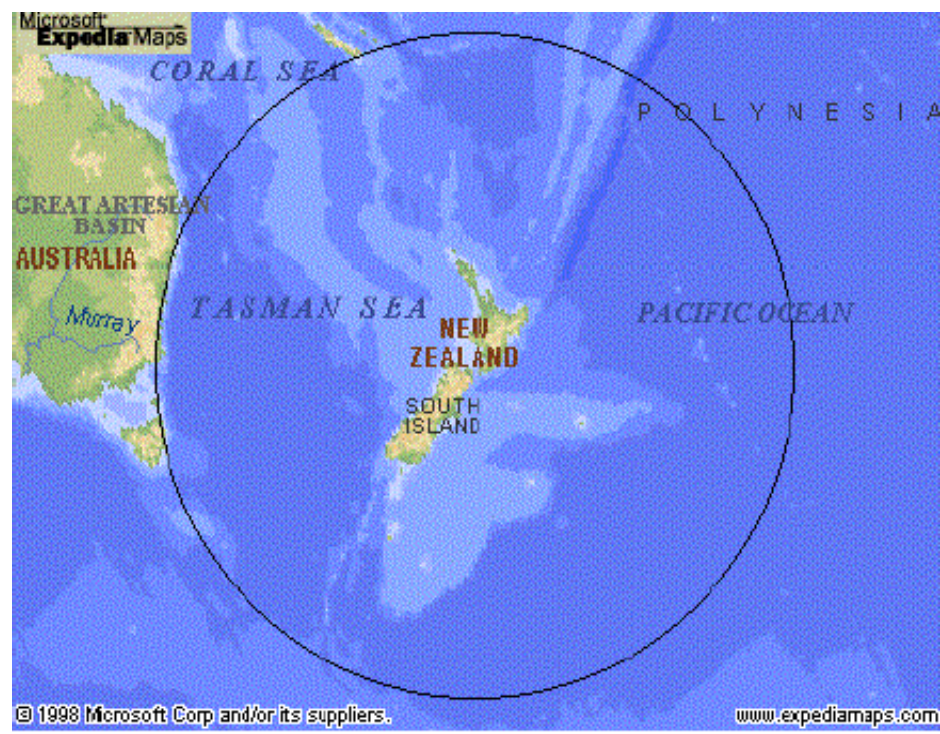 Microsoft
Expedia Maps
CORAL SEA
POLYNESIA
GREAT ARTESIAN
BASIN
AUSTRALIA
Murray
TASMAN SEA
PACIFIC OCEAN
NEW
ZEALAND
SOUTH
ISLAND
© 1998 Microsoft Corp and/or its suppliers.
www.expediamaps.com